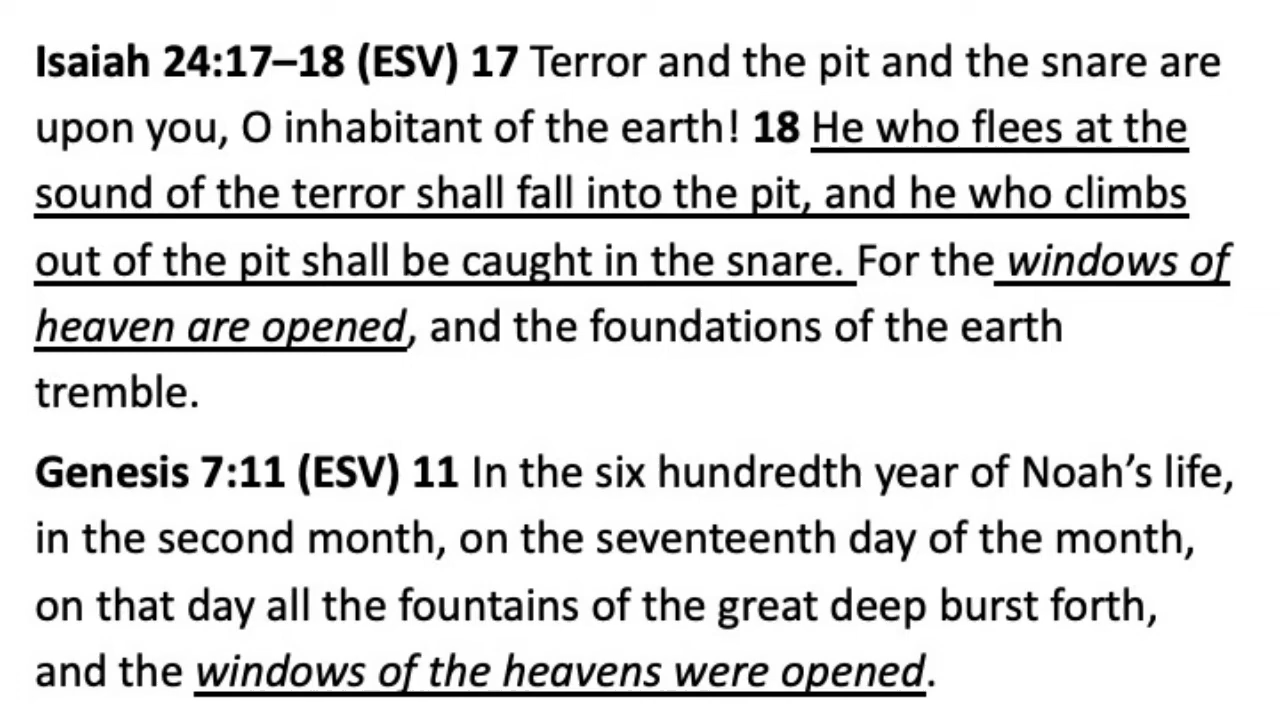 Isaiah 24:17–18 (ESV) 17 Terror and the pit and the snare are
upon you, O inhabitant of the earth! 18 He who flees at the
sound of the terror shall fall into the pit, and he who climbs
out of the pit shall be caught in the snare. For the windows of
heaven are opened, and the foundations of the earth
tremble.
Genesis 7:11 (ESV) 11 In the six hundredth year of Noah’s life,
in the second month, on the seventeenth day of the month,
on that day all the fountains of the great deep burst forth,
and the windows of the heavens were opened.